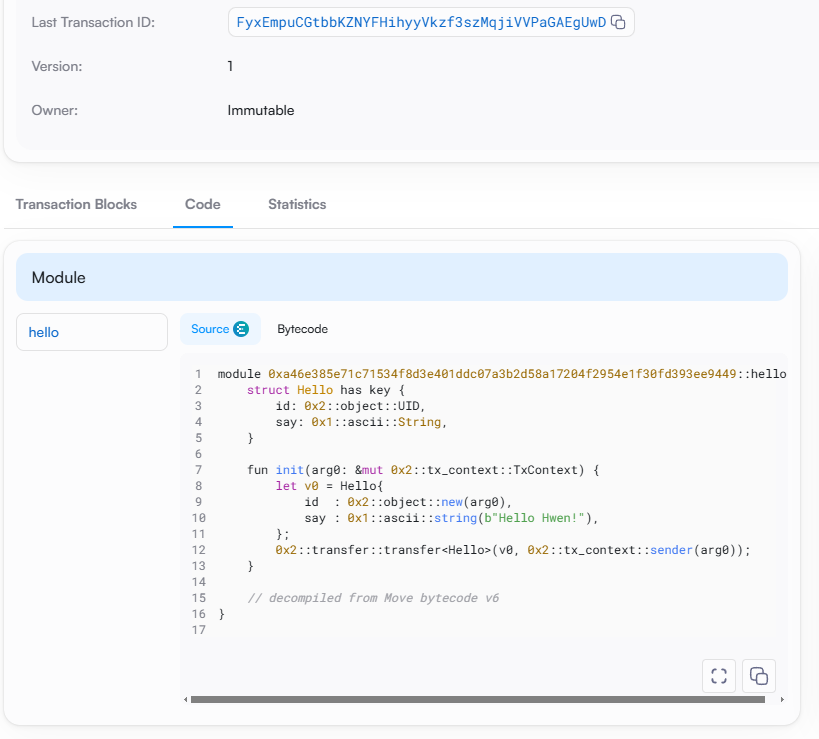 Last Transaction ID: FyxEmpuCGtbbKZNYFHihyyVkzf3szMqjiVVPaGAEgUwD
Version: 1
Owner: Immutable
Transaction Blocks Code Statistics
Module
hello
Source Bytecode
1 module 0xa46e385e71c71534f8d3e401ddc07a3b2d58a17204f2954e1f30fd393ee9449::hello
2     struct Hello has key {
3         id: 0x2::object::UID,
4         say: 0x1::ascii::String,
5     }
6
7     fun init(arg0: &mut 0x2::tx_context::TxContext) {
8         let v0 = Hello{
9             id  : 0x2::object::new(arg0),
10             say : 0x1::ascii::string(b"Hello Hwen!"),
11         };
12         0x2::transfer::transfer<Hello>(v0, 0x2::tx_context::sender(arg0));
13     }
14
15     // decompiled from Move bytecode v6
16 }
17